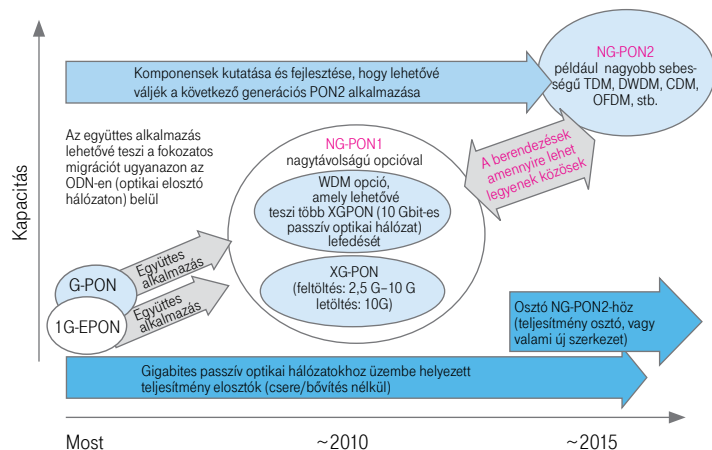 Kapacitás
Komponensek kutatása és fejlesztése, hogy lehetővé
váljék a következő generációs PON2 alkalmazása
NG-PON2
például nagyobb sebes-
ségű TDM, DWDM, CDM,
OFDM, stb.
Az együttes alkalmazás
lehetővé teszi a fokozatos
migrációt ugyanazon az
ODN-en (optikai elosztó
hálózaton) belül
NG-PON1
nagytávolságú opcióval
WDM opció,
amely lehetővé
teszi több XGPON (10 Gbit-es
passzív optikai hálózat)
lefedését
XG-PON
(feltöltés: 2,5 G–10 G
letöltés: 10G)
A berendezések
amennyire lehet
legyenek közösök
G-PON
Együttes
alkalmazás
1G-EPON
Együttes
alkalmazás
Osztó NG-PON2-höz
(teljesítmény osztó, vagy
valami új szerkezet)
Gigabites passzív optikai hálózatokhoz üzembe helyezett
teljesítmény elosztók (csere/bővítés nélkül)
Most
~2010
~2015